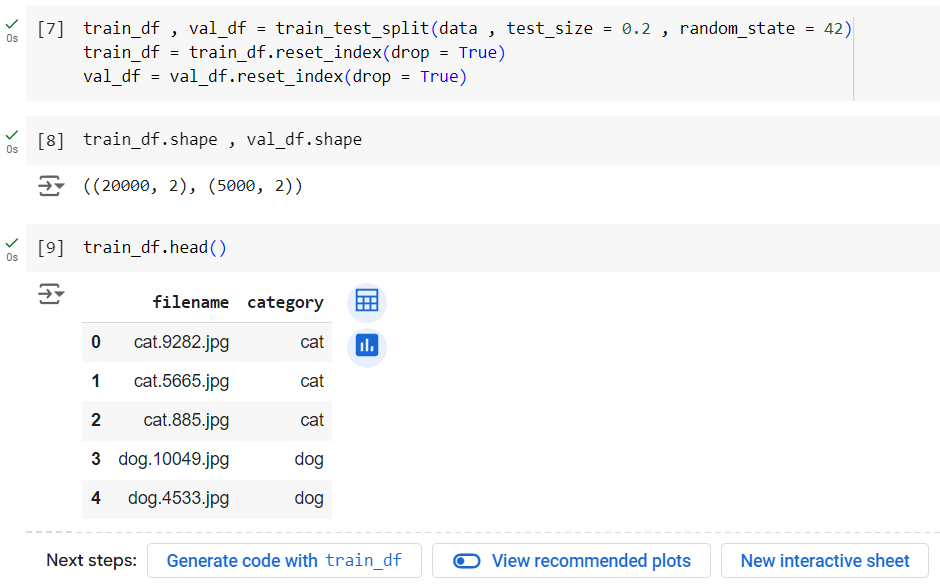 [7] train_df , val_df = train_test_split(data , test_size = 0.2 , random_state = 42)
0s
train_df = train_df.reset_index(drop = True)
val_df = val_df.reset_index(drop = True)
[8] train_df.shape , val_df.shape
0s
((20000, 2), (5000, 2))
[9] train_df.head()
0s
filename category
0 cat.9282.jpg cat
1 cat.5665.jpg cat
2 cat.885.jpg cat
3 dog.10049.jpg dog
4 dog.4533.jpg dog
Next steps: Generate code with train_df View recommended plots New interactive sheet